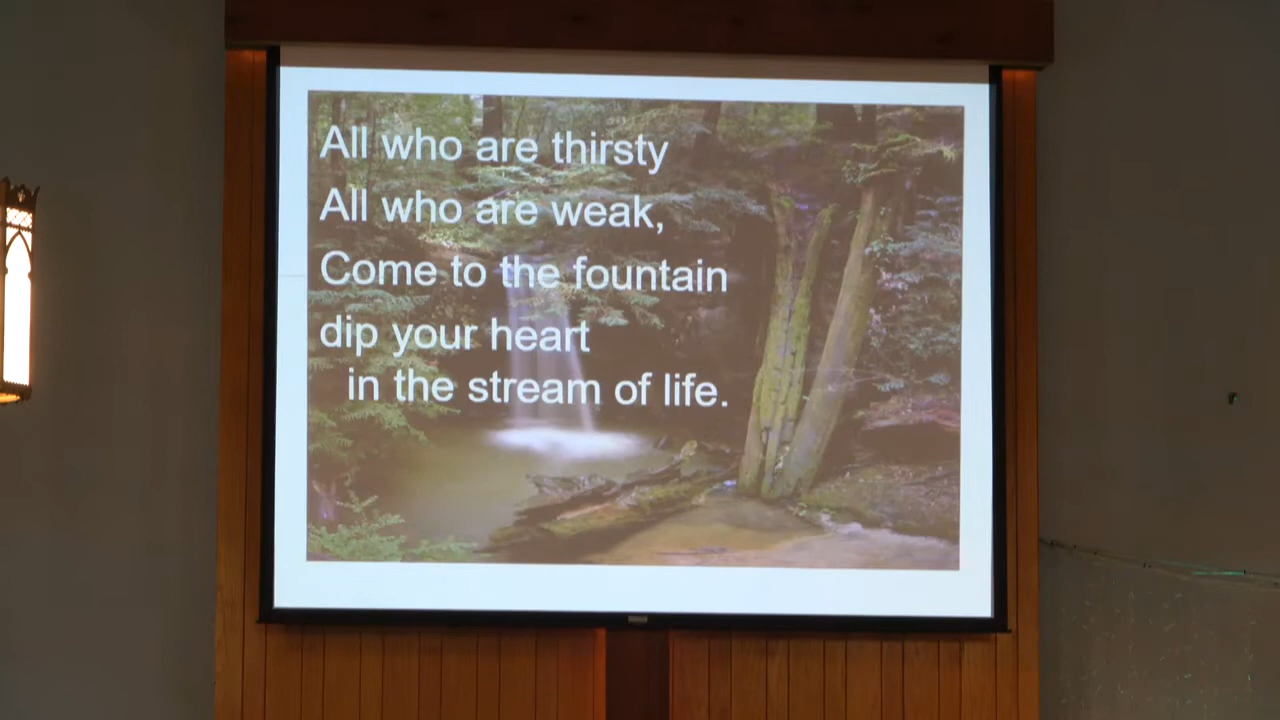 All who are thirsty
All who are weak,
Come to the fountain
dip your heart
in the stream of life.